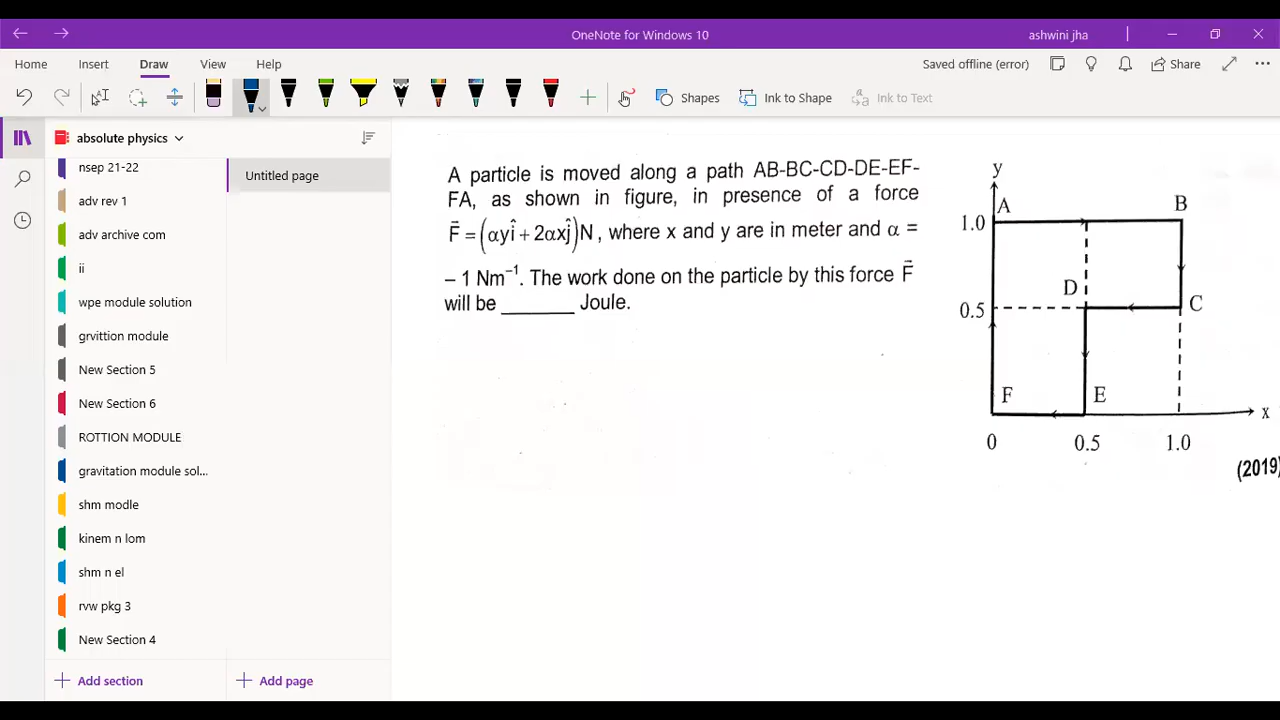 OneNote for Windows 10
ashwini jha
Home Insert Draw View Help
Saved offline (error)
Share
Shapes
Ink to Shape
Ink to Text
absolute physics
nsep 21-22
adv rev 1
adv archive com
ii
wpe module solution
grvittion module
New Section 5
New Section 6
ROTTION MODULE
gravitation module sol...
shm modle
kinem n lom
shm n el
rvw pkg 3
New Section 4
Add section
Untitled page
Add page
A particle is moved along a path AB-BC-CD-DE-EF-
FA, as shown in figure, in presence of a force
F⃗ = (αyî + 2αxĵ)N, where x and y are in meter and α =
– 1 Nm⁻¹. The work done on the particle by this force F⃗
will be ________ Joule.
y
A
B
1.0
D
0.5
C
F
E
x
0
0.5
1.0
(2019)